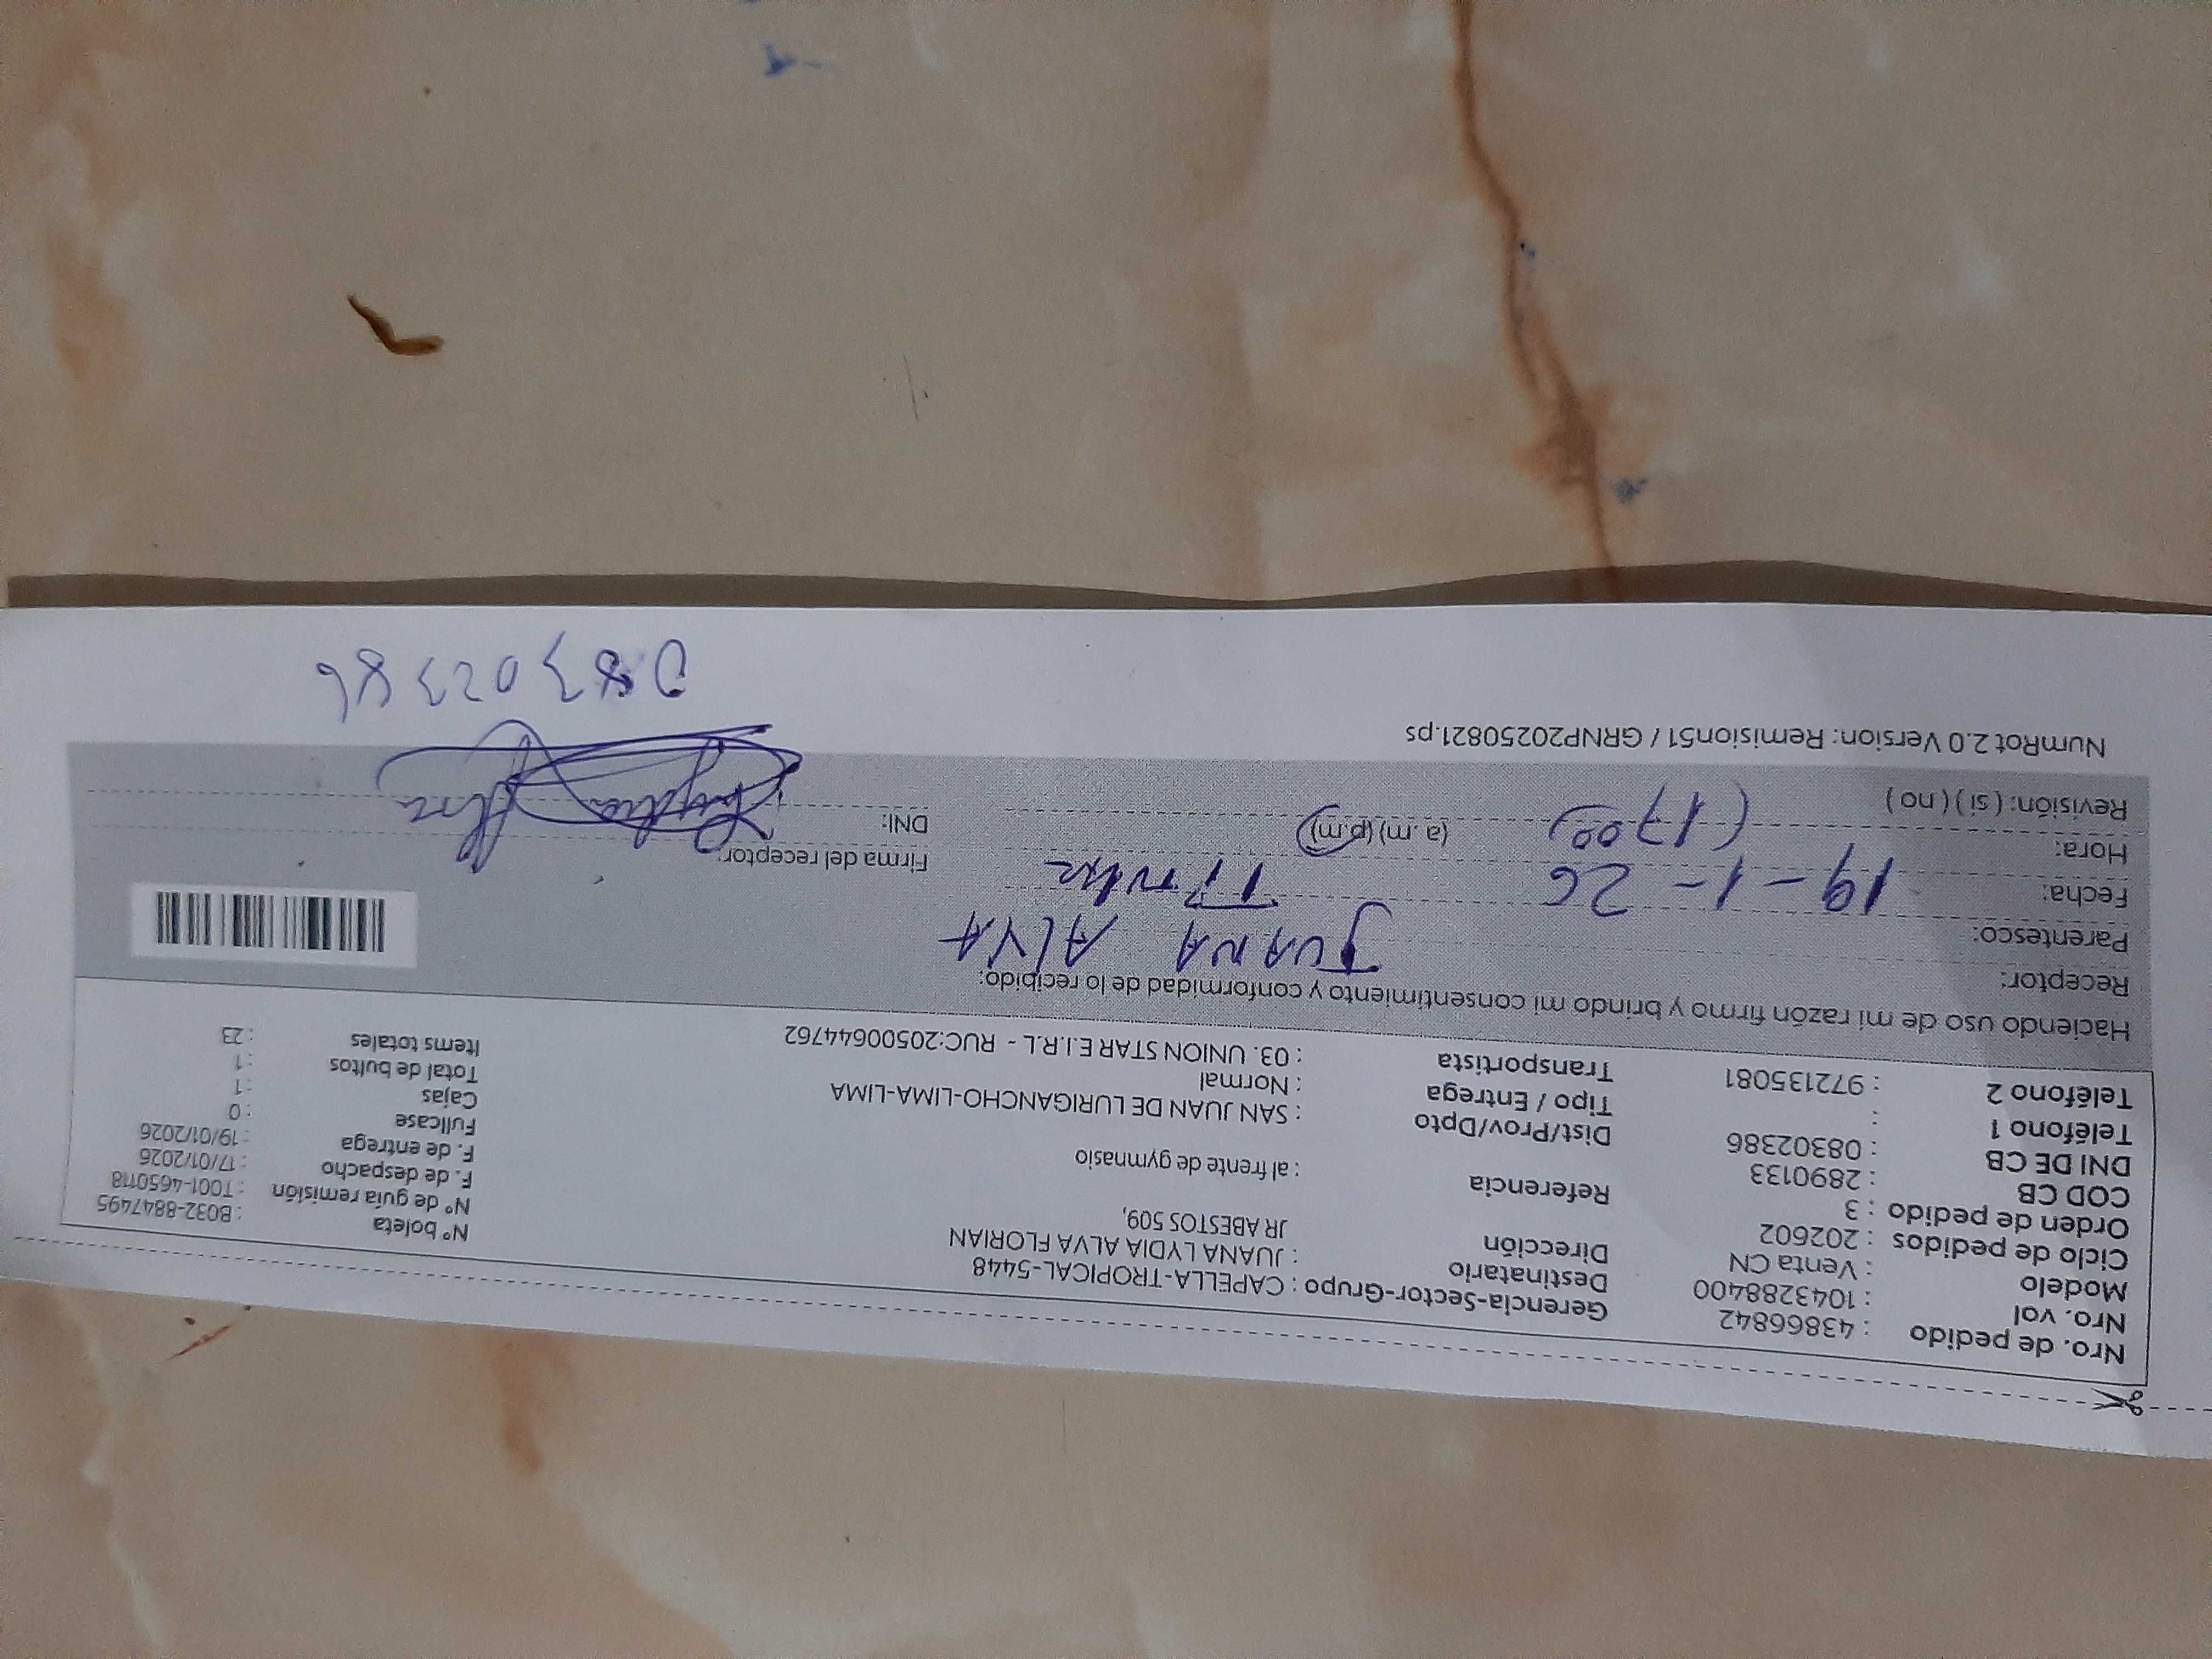 Nro. de pedido : 43866842
Nro. vol : 1043288400
Modelo : Venta CN
Ciclo de pedidos : 202602
Orden de pedido : 3
COD CB : 2890133
DNI DE CB : 08302386
Teléfono 1 :
Teléfono 2 : 972135081
Gerencia-Sector-Grupo : CAPELLA-TROPICAL-5448
Destinatario : JUANA LYDIA ALVA FLORIAN
Dirección JR ABESTOS 509,
Referencia : al frente de gymnasio
Dist/Prov/Dpto : SAN JUAN DE LURIGANCHO-LIMA-LIMA
Tipo / Entrega : Normal
Transportista : 03. UNION STAR E.I.R.L - RUC:20500644762
Nº boleta : B032-8847495
Nº de guía remisión : T001-4650118
F. de despacho : 17/01/2026
F. de entrega : 19/01/2026
Fullcase : 0
Cajas : 1
Total de bultos : 1
Items totales : 23
Haciendo uso de mi razón firmo y brindo mi consentimiento y conformidad de lo recibido:
Receptor: JUANA ALVA
Parentesco: Titular
Fecha: 19-1-26
Hora: (17 00) (a.m) (p.m)
Revisión: ( si ) ( no )
Firma del receptor:
DNI:
08302386
NumRot 2.0 Version: Remision51 / GRNP20250821.ps